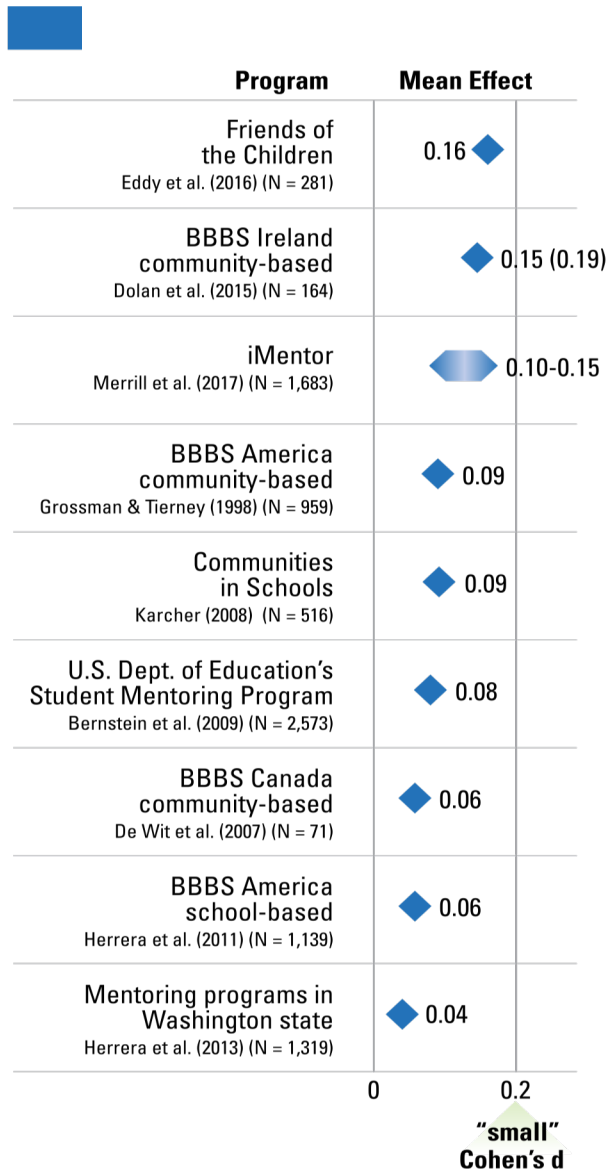 Program Mean Effect
Friends of
the Children
Eddy et al. (2016) (N = 281)
0.16
BBBS Ireland
community-based
Dolan et al. (2015) (N = 164)
0.15 (0.19)
iMentor
Merrill et al. (2017) (N = 1,683)
0.10-0.15
BBBS America
community-based
Grossman & Tierney (1998) (N = 959)
0.09
Communities
in Schools
Karcher (2008) (N = 516)
0.09
U.S. Dept. of Education’s
Student Mentoring Program
Bernstein et al. (2009) (N = 2,573)
0.08
BBBS Canada
community-based
De Wit et al. (2007) (N = 71)
0.06
BBBS America
school-based
Herrera et al. (2011) (N = 1,139)
0.06
Mentoring programs in
Washington state
Herrera et al. (2013) (N = 1,319)
0.04
0 0.2
“small”
Cohen’s d